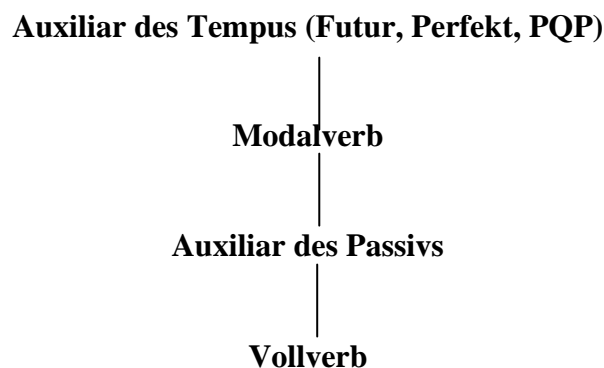 Auxiliar des Tempus (Futur, Perfekt, PQP)
Modalverb
Auxiliar des Passivs
Vollverb